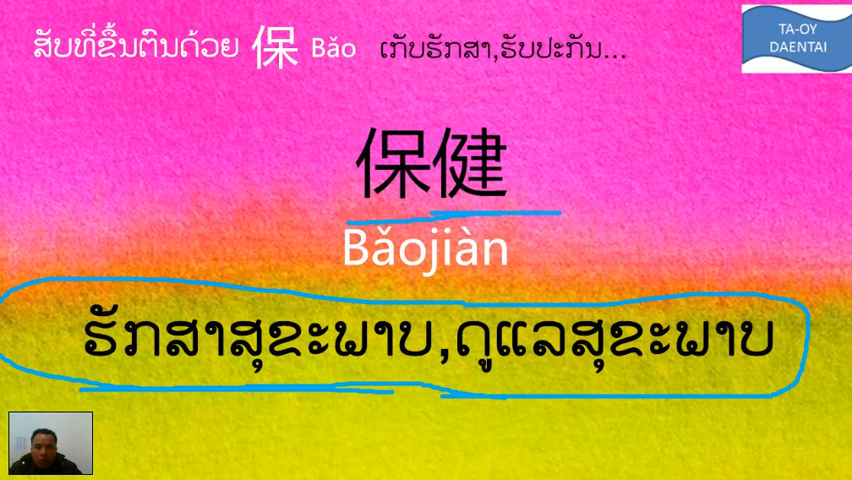 ສັບທີ່ຂື້ນຕົ້ນດ້ວຍ 保 Bǎo ເກັບຮັກສາ,ຮັບປະກັນ...
TA-OY
DAENTAI
保健
Bǎojiàn
ຮັກສາສຸຂະພາບ,ດູແລສຸຂະພາບ